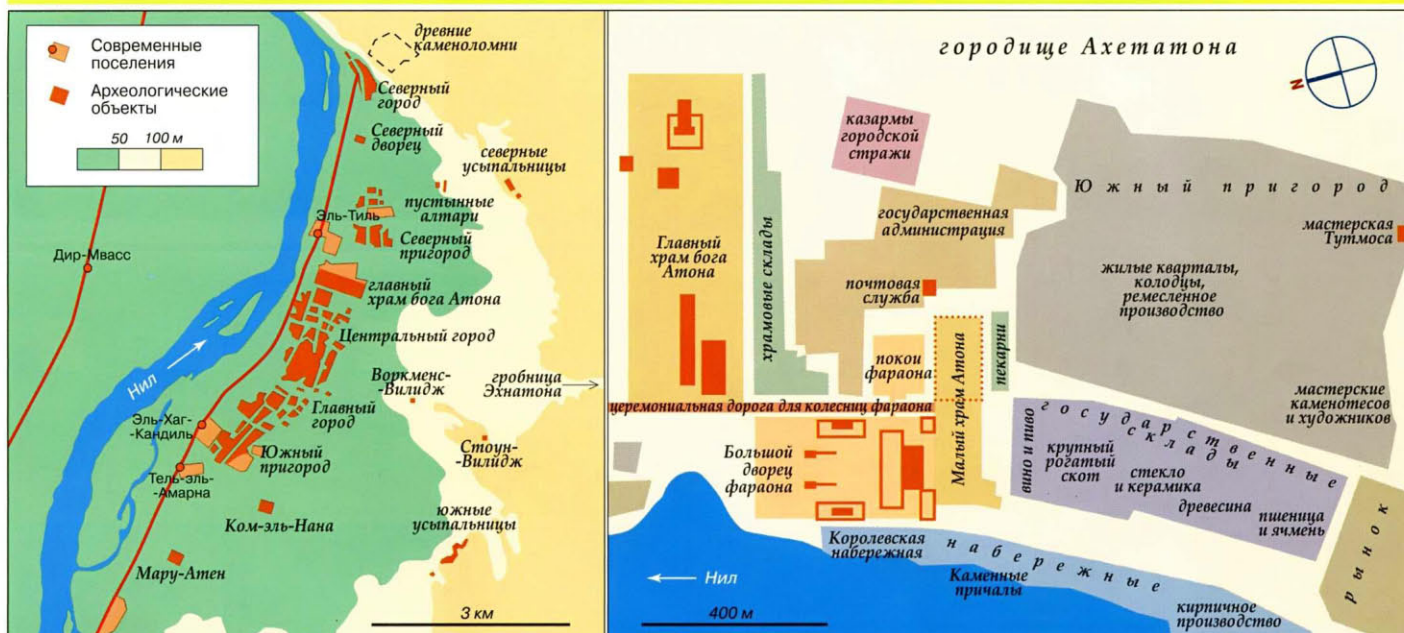 Современные
поселения
Археологические
объекты
50 100 м
древние
каменоломни
Северный
город
Северный
дворец
северные
усыпальницы
пустынные
алтари
Эль-Тиль
Северный
пригород
Дир-Мвасс
главный
храм бога Атона
Центральный город
Нил
Воркменс-
-Вилидж
гробница
Эхнатона
Эль-Хаг-
-Кандиль
Главный
город
Южный
пригород
Стоун-
-Вилидж
Тель-эль-
-Амарна
Ком-эль-Нана
южные
усыпальницы
Мару-Атен
3 км
городище Ахетатона
N
казармы
городской
стражи
Южный пригород
государственная
администрация
мастерская
Тутмоса
Главный
храм бога
Атона
храмовые склады
жилые кварталы,
колодцы,
ремесленное
производство
почтовая
служба
покои
фараона
Малый храм Атона
пекарни
мастерские
каменотесов
и художников
церемониальная дорога для колесниц фараона
Большой
дворец
фараона
государственные
склады
вино и пиво
крупный
рогатый
скот
стекло
и керамика
древесина
пшеница
и ячмень
рынок
Королевская
набережная
набережные
Каменные
причалы
Нил
кирпичное
производство
400 м